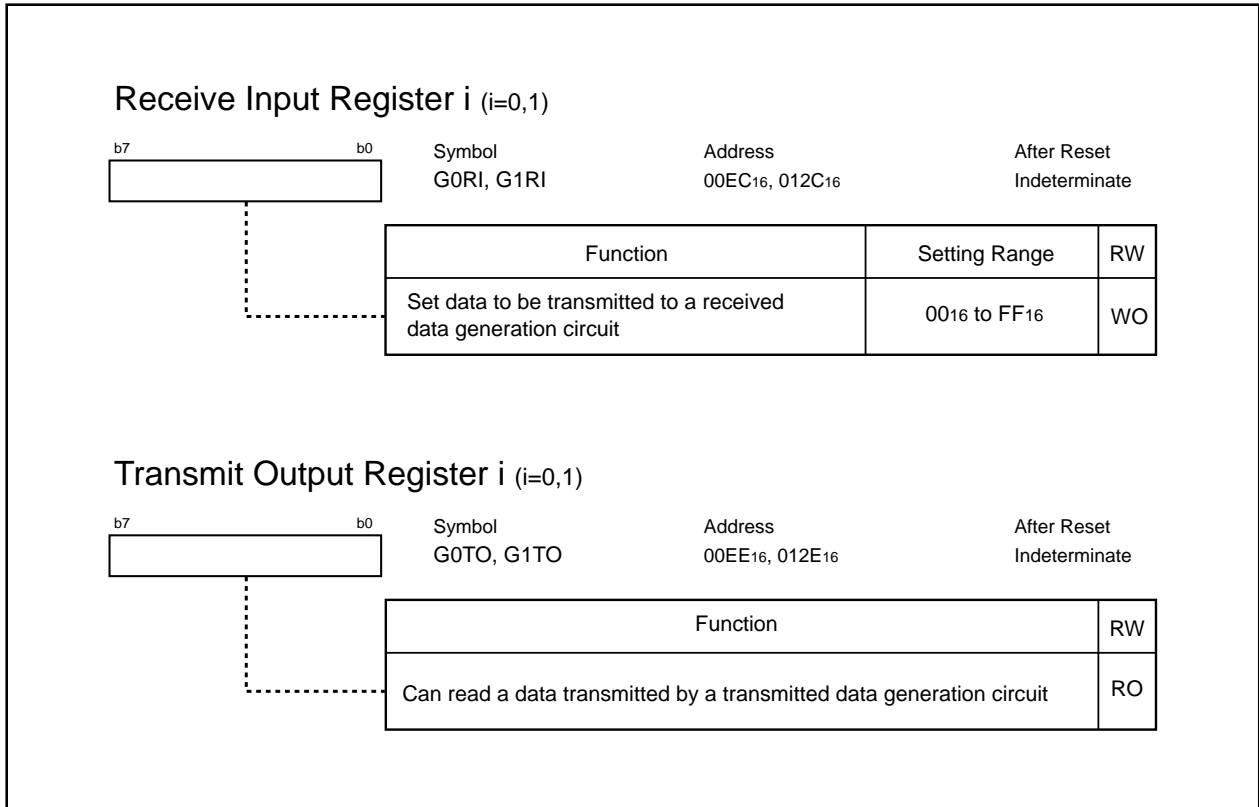 Receive Input Register i (i=0,1)
b7 b0 Symbol Address After Reset
G0RI, G1RI 00EC16, 012C16 Indeterminate
Function Setting Range RW
Set data to be transmitted to a received
data generation circuit
0016 to FF16 WO
Transmit Output Register i (i=0,1)
b7 b0 Symbol Address After Reset
G0TO, G1TO 00EE16, 012E16 Indeterminate
Function RW
Can read a data transmitted by a transmitted data generation circuit RO